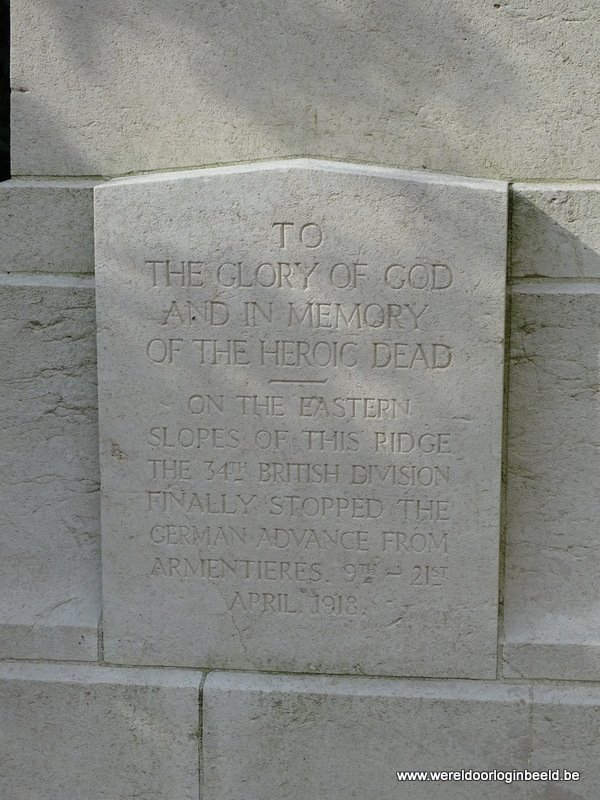 TO
THE GLORY OF GOD
AND IN MEMORY
OF THE HEROIC DEAD
ON THE EASTERN
SLOPES OF THIS RIDGE
THE 34TH BRITISH DIVISION
FINALLY STOPPED THE
GERMAN ADVANCE FROM
ARMENTIERES. 9TH – 21ST
APRIL. 1918.
www.wereldoorloginbeeld.be